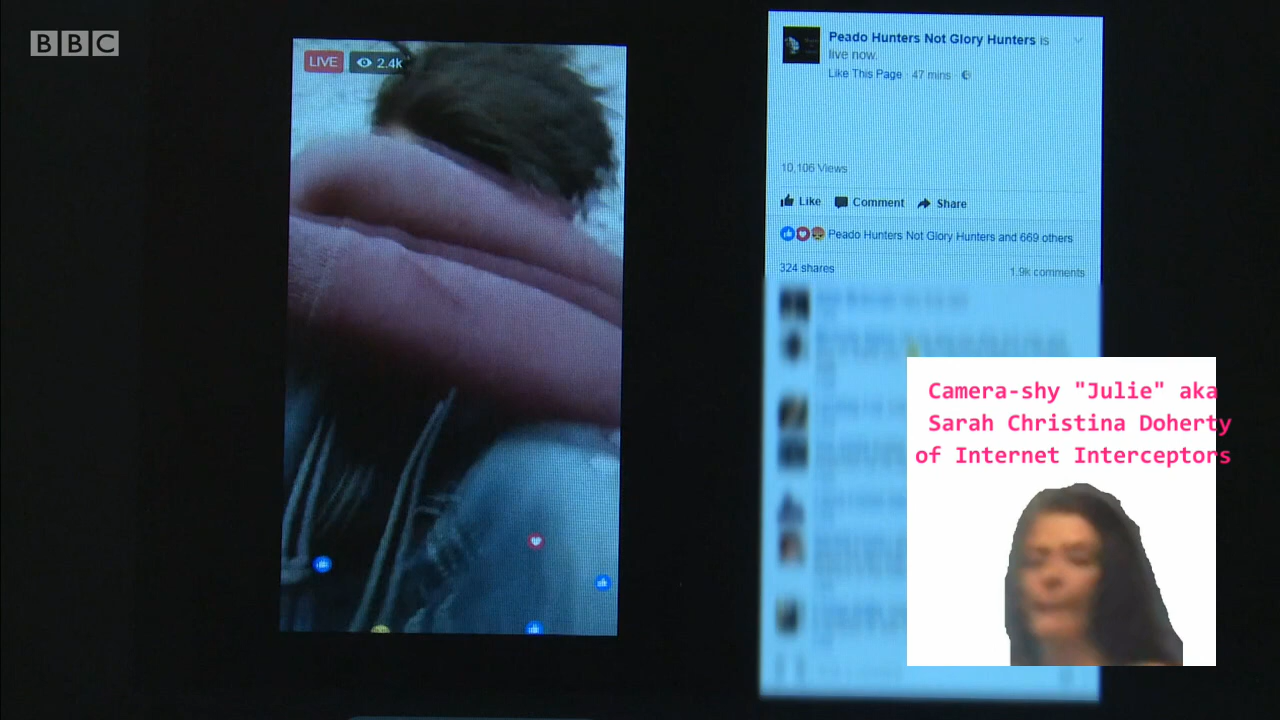 BBC
LIVE
2.4k
Peado Hunters Not Glory Hunters is
live now.
Like This Page · 47 mins ·
10,106 Views
Like Comment Share
Peado Hunters Not Glory Hunters and 669 others
324 shares
1.9k comments
Camera-shy "Julie" aka
Sarah Christina Doherty
of Internet Interceptors